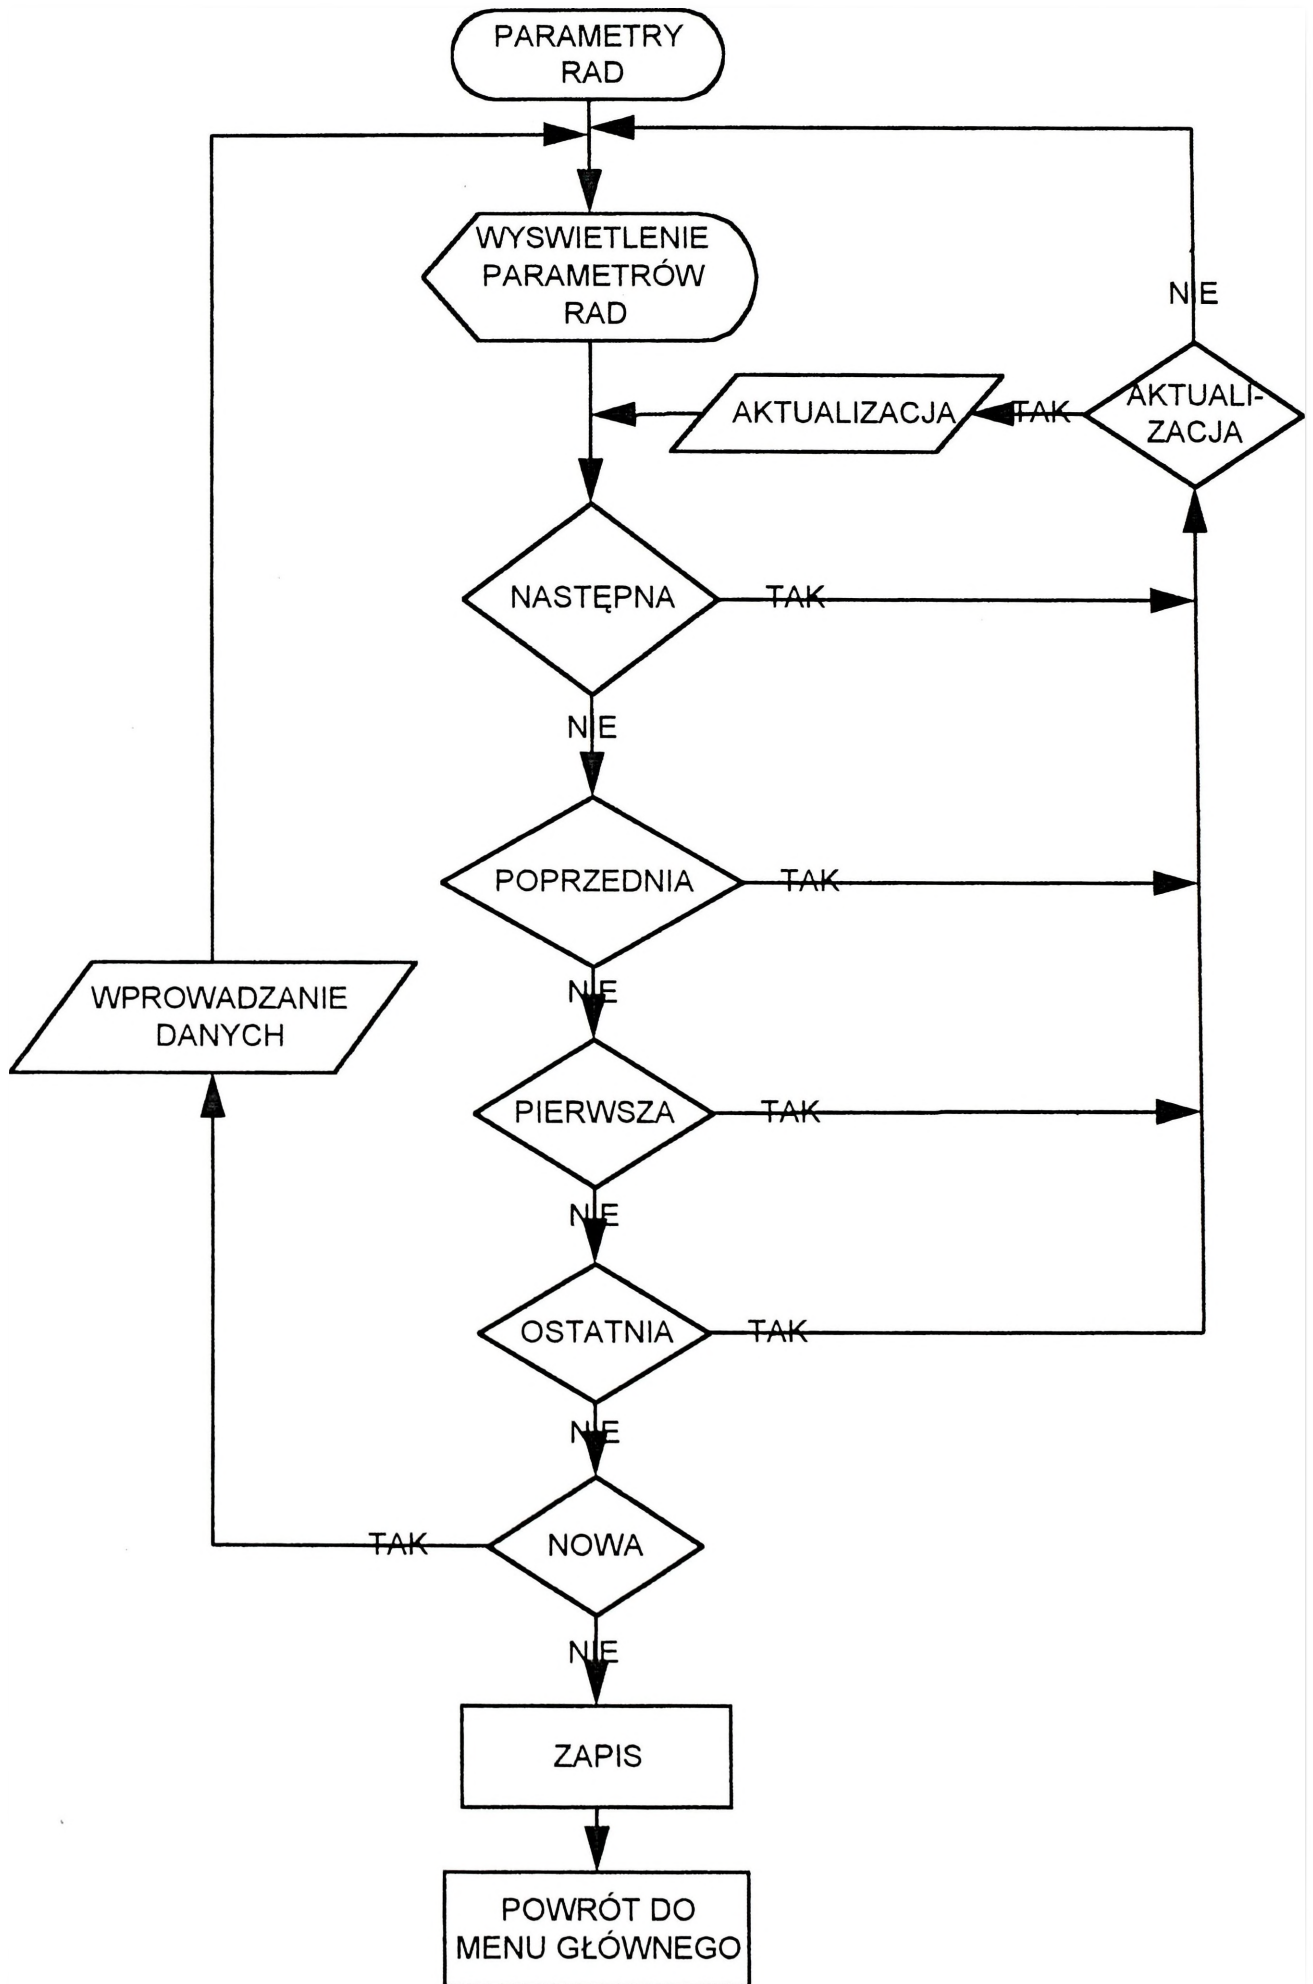 PARAMETRY
RAD
WYSWIETLENIE
PARAMETRÓW
RAD
NIE
AKTUALIZACJA
TAK
AKTUALI-
ZACJA
NASTĘPNA
TAK
NIE
POPRZEDNIA
TAK
NIE
WPROWADZANIE
DANYCH
PIERWSZA
TAK
NIE
OSTATNIA
TAK
NIE
TAK
NOWA
NIE
ZAPIS
POWRÓT DO
MENU GŁÓWNEGO